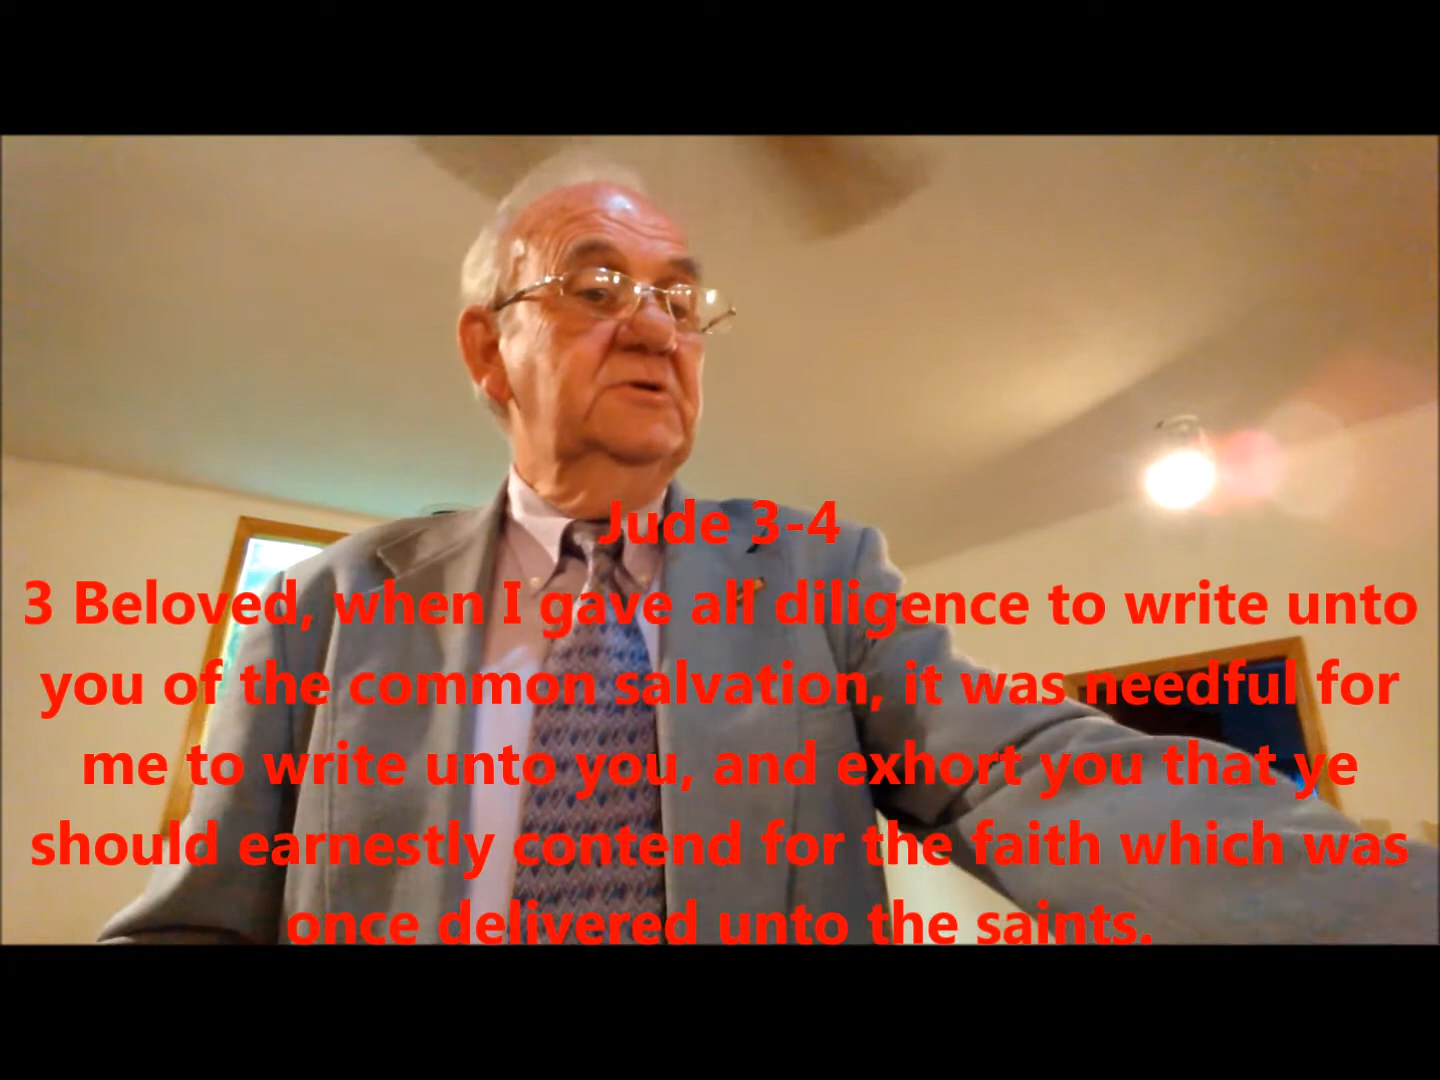 Jude 3-4
3 Beloved, when I gave all diligence to write unto
you of the common salvation, it was needful for
me to write unto you, and exhort you that ye
should earnestly contend for the faith which was
once delivered unto the saints.